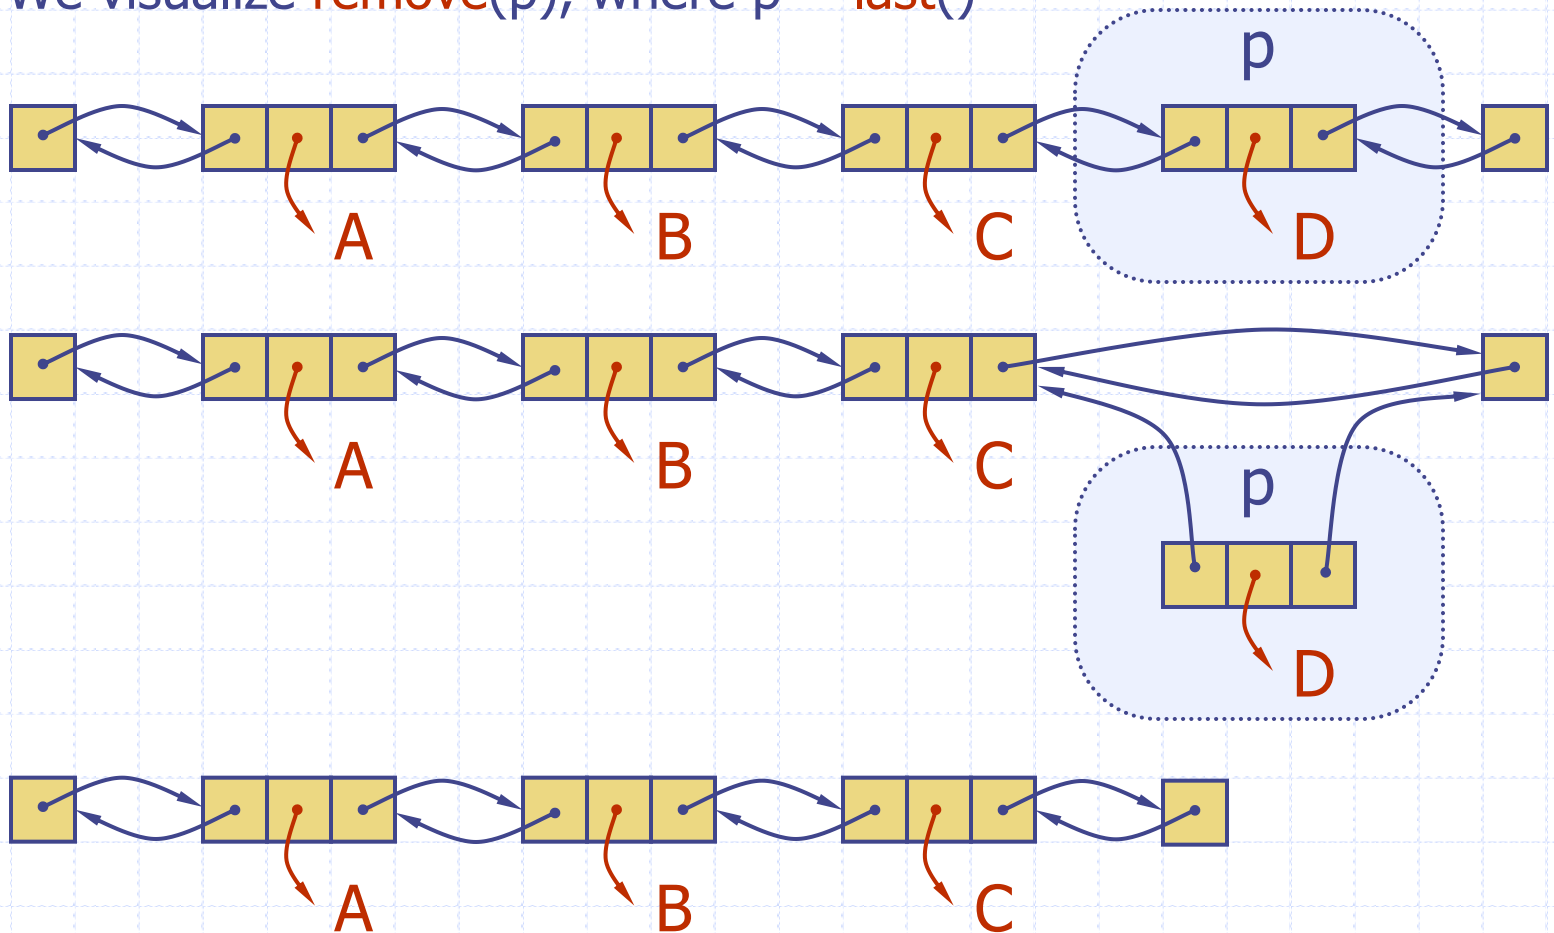 We visualize remove(p), where p = last()
p
A B C D
A B C
p
D
A B C